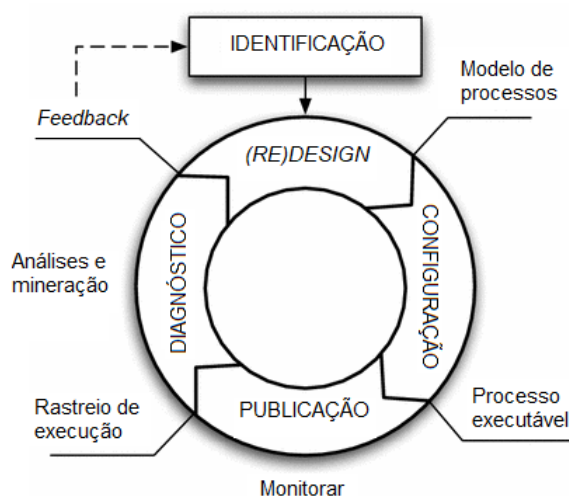 IDENTIFICAÇÃO
Modelo de
processos
Feedback
(RE)DESIGN
CONFIGURAÇÃO
DIAGNÓSTICO
Análises e
mineração
Rastreio de
execução
PUBLICAÇÃO
Processo
executável
Monitorar